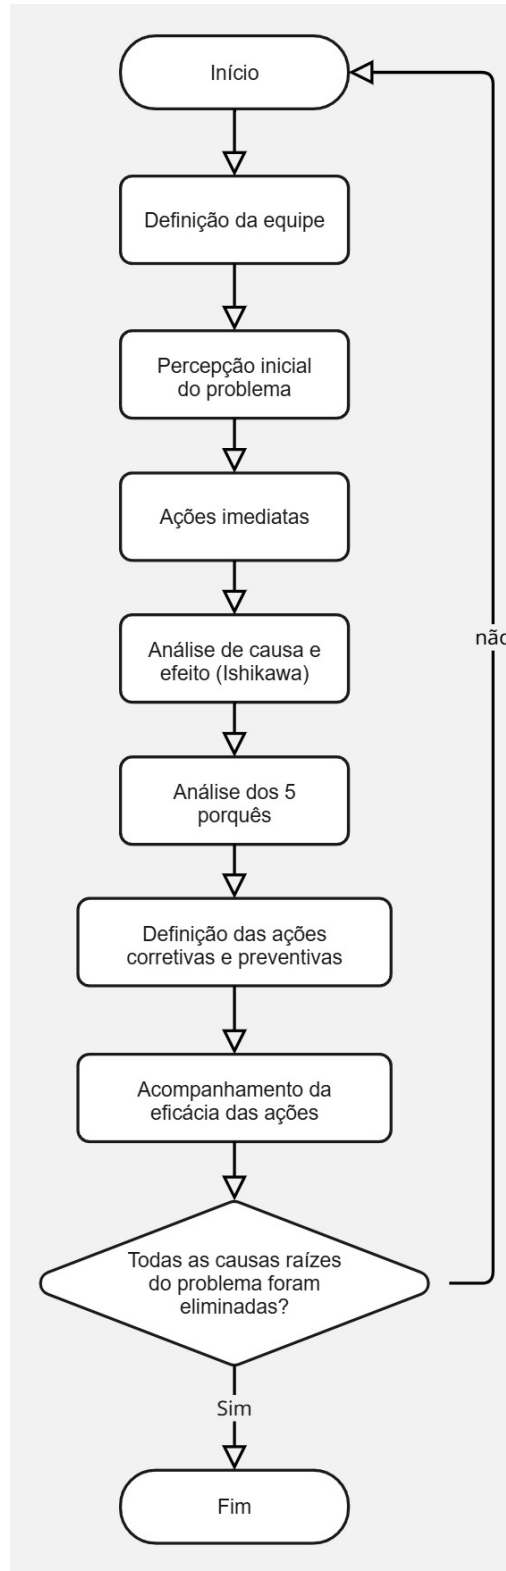 Início
Definição da equipe
Percepção inicial
do problema
Ações imediatas
Análise de causa e
efeito (Ishikawa)
não
Análise dos 5
porquês
Definição das ações
corretivas e preventivas
Acompanhamento da
eficácia das ações
Todas as causas raízes
do problema foram
eliminadas?
Sim
Fim